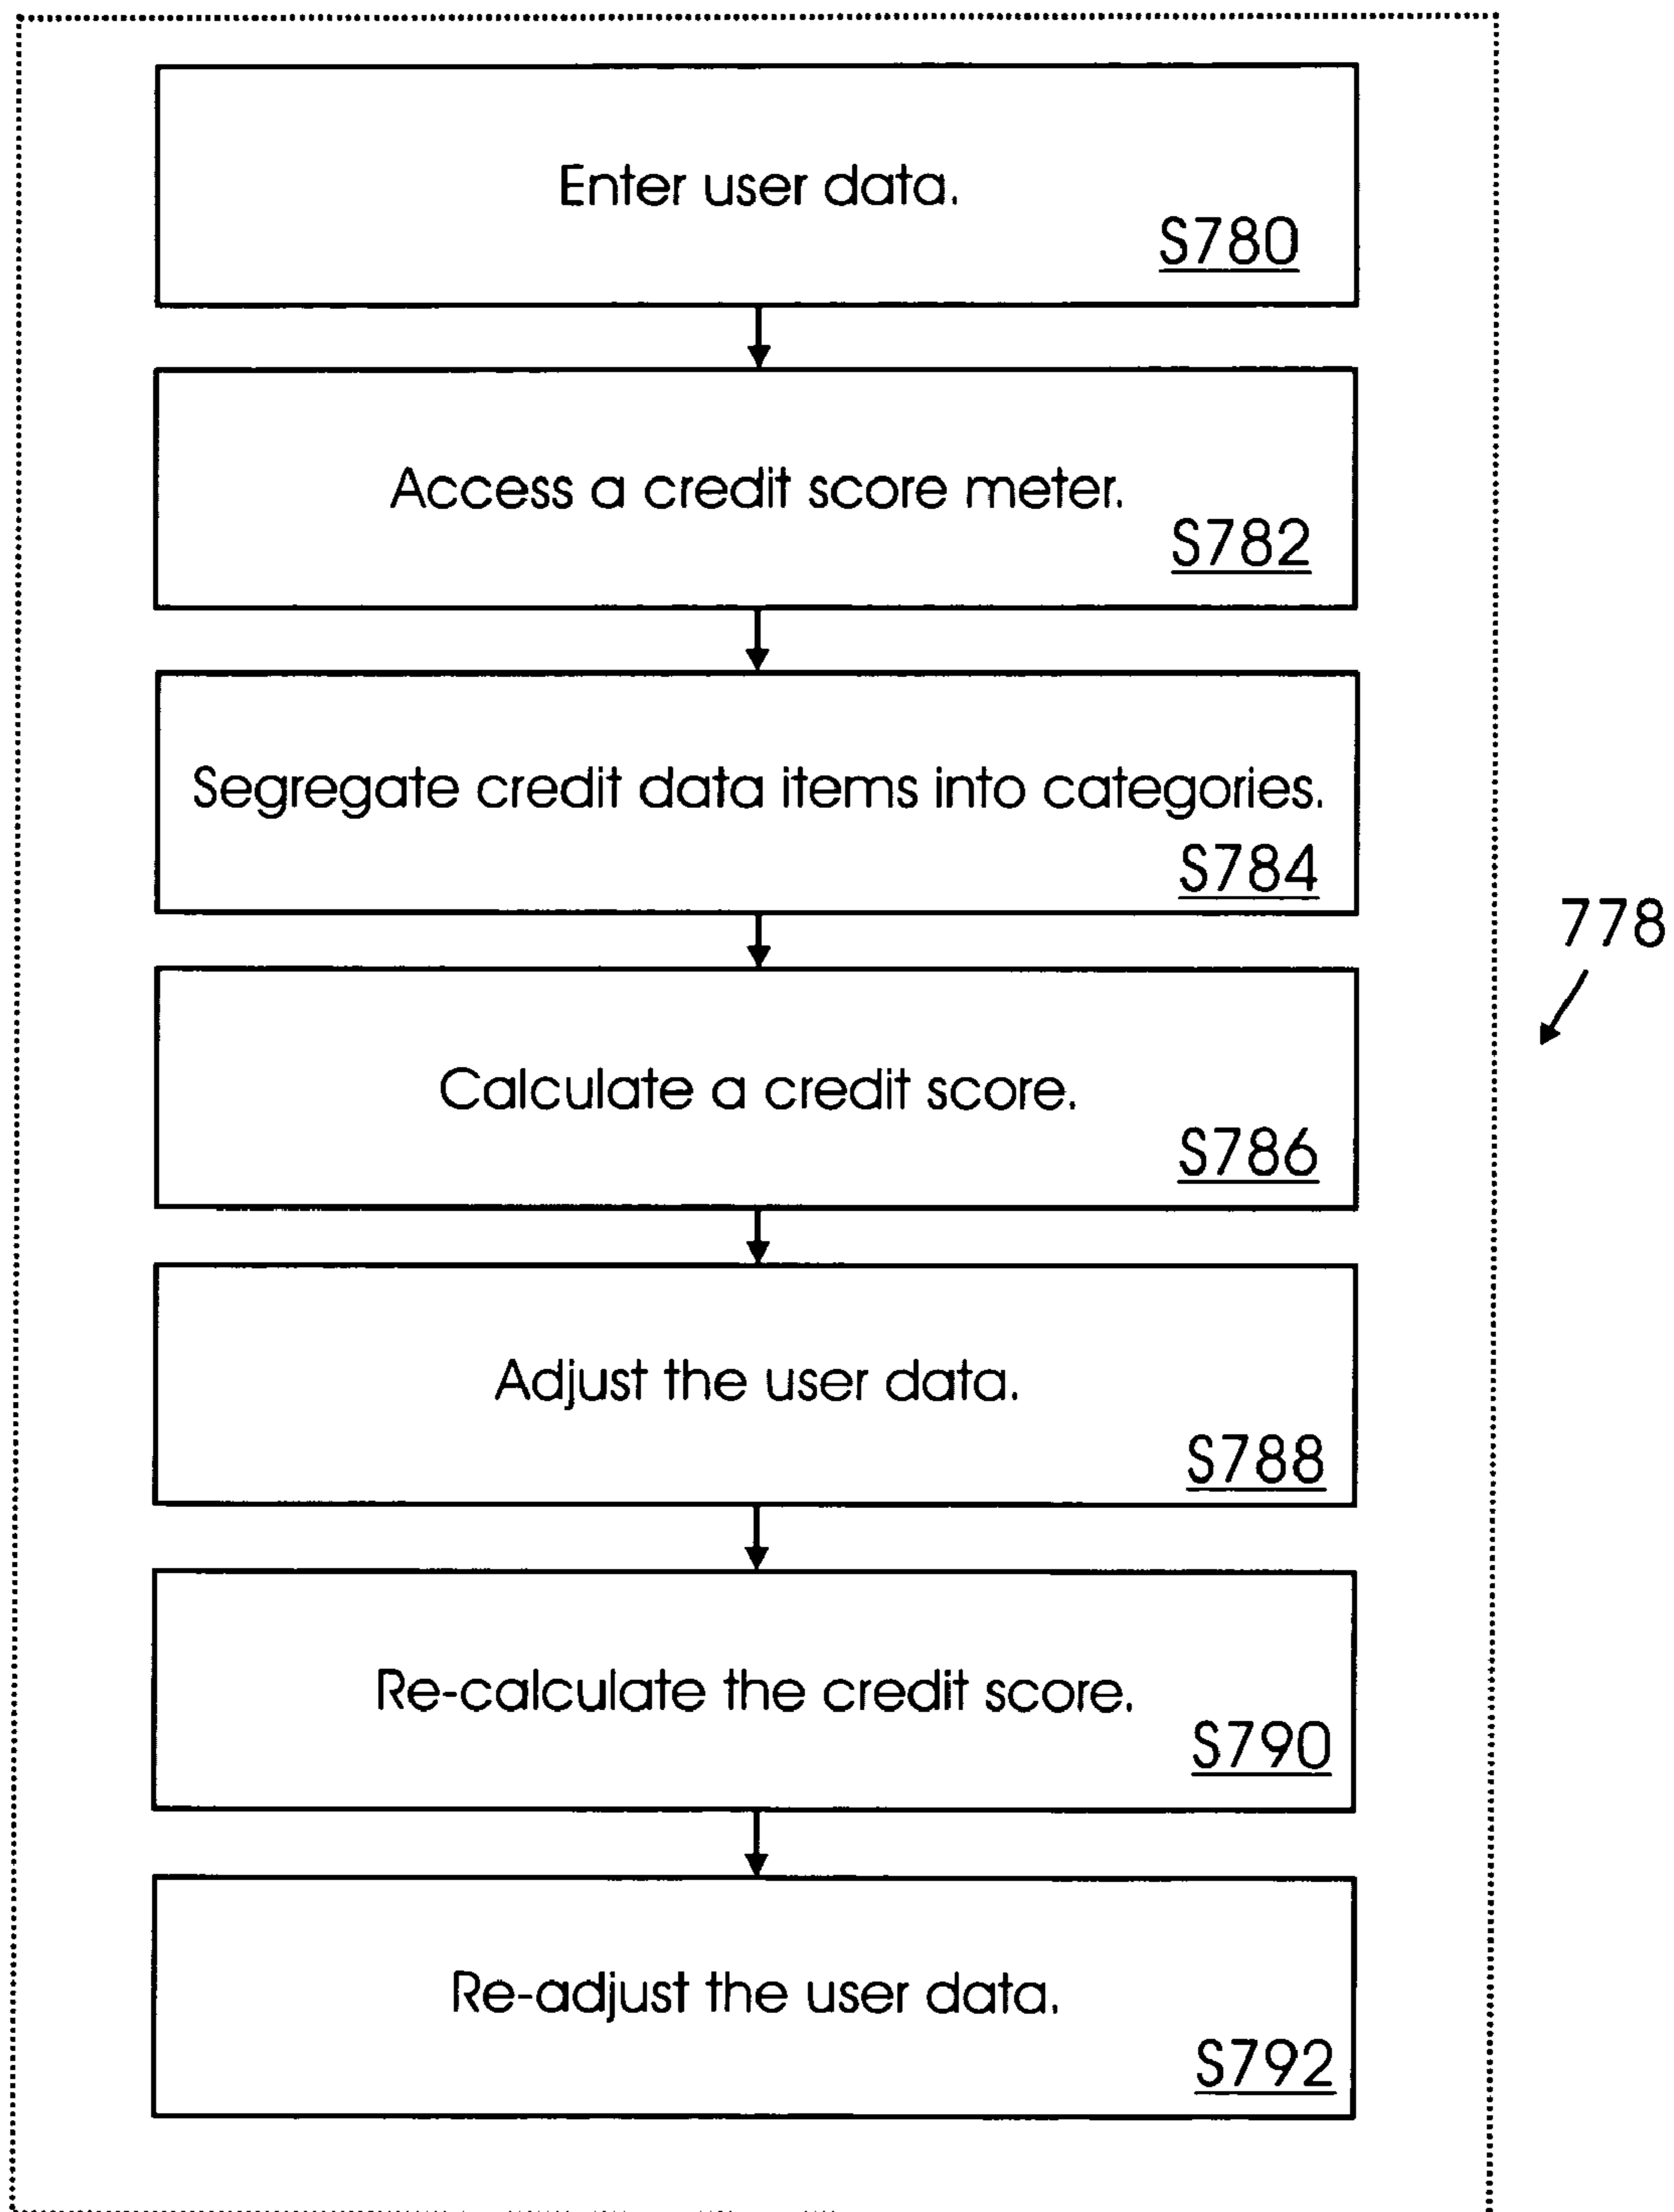 Enter user data.
S780
Access a credit score meter.
S782
Segregate credit data items into categories.
S784
778
Calculate a credit score.
S786
Adjust the user data.
S788
Re-calculate the credit score.
S790
Re-adjust the user data.
S792